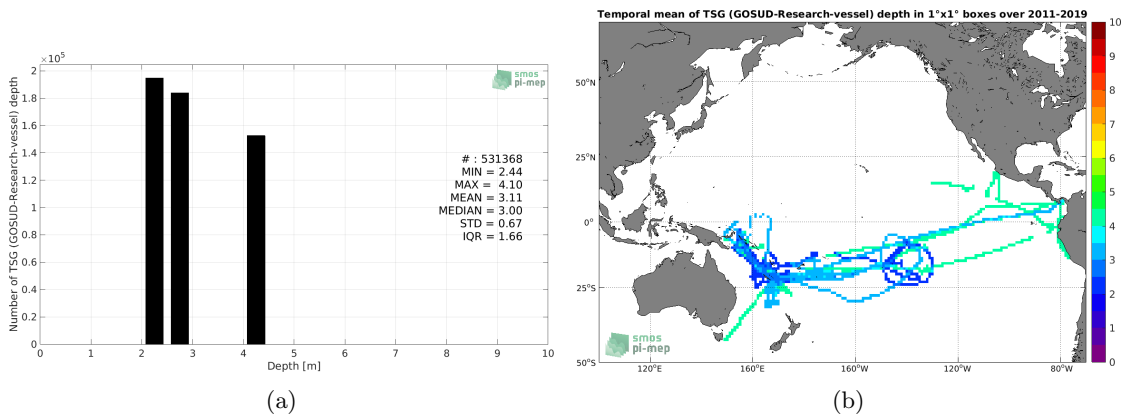 ×10⁵
2
1.8
1.6
1.4
1.2
1
0.8
0.6
0.4
0.2
0
Number of TSG (GOSUD-Research-vessel) depth
0 1 2 3 4 5 6 7 8 9 10
Depth [m]
smos
pi-mep
# : 531368
MIN = 2.44
MAX = 4.10
MEAN = 3.11
MEDIAN = 3.00
STD = 0.67
IQR = 1.66
(a)
Temporal mean of TSG (GOSUD-Research-vessel) depth in 1°x1° boxes over 2011-2019
50°N
25°N
0°
25°S
50°S
120°E 160°E 160°W 120°W 80°W
smos
pi-mep
10
9
8
7
6
5
4
3
2
1
0
(b)